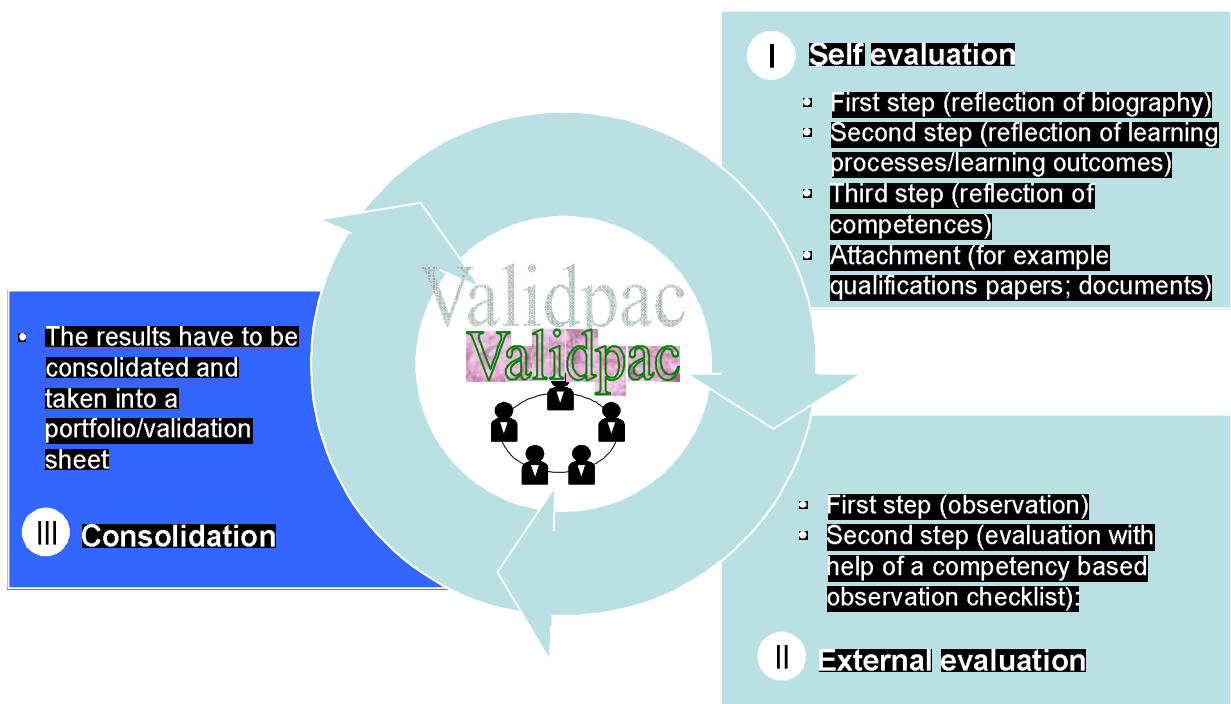 I Self evaluation
First step (reflection of biography)
Second step (reflection of learning
processes/learning outcomes)
Third step (reflection of
competences)
Attachment (for example
qualifications papers; documents)
Validpac
Validpac
The results have to be
consolidated and
taken into a
portfolio/validation
sheet
III Consolidation
First step (observation)
Second step (evaluation with
help of a competency based
observation checklist):
II External evaluation